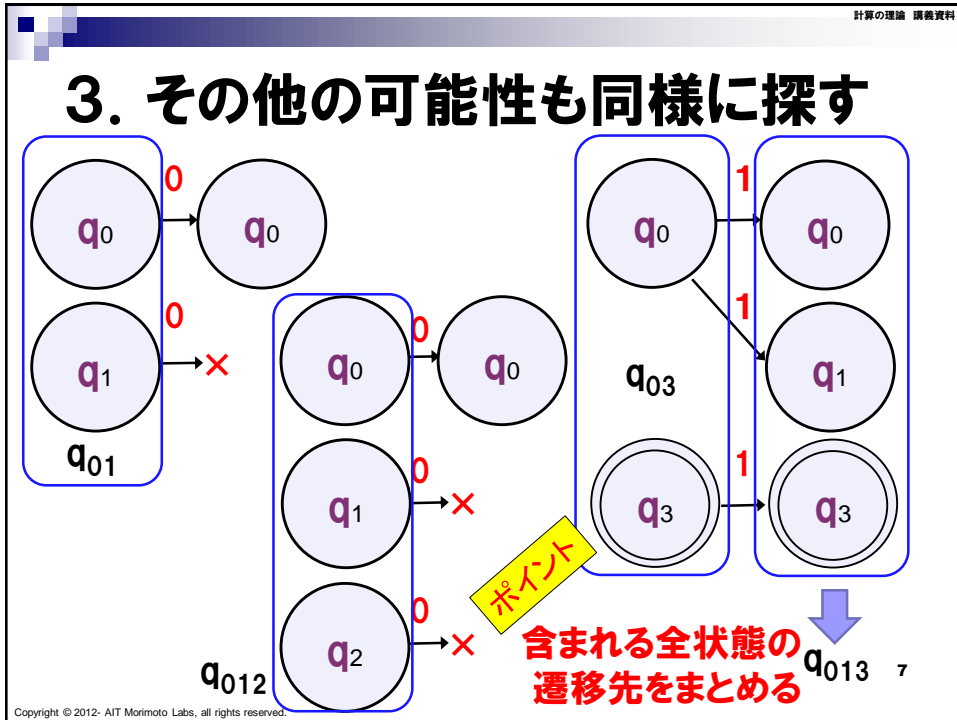 計算の理論 講義資料
3. その他の可能性も同様に探す
0
q0
q0
0
q1
×
q01
0
q0
q0
0
q1
×
0
q2
×
q012
1
q0
q0
1
q1
q03
1
q3
q3
ポイント
含まれる全状態の
遷移先をまとめる
q013
7
Copyright © 2012- AIT Morimoto Labs, all rights reserved.